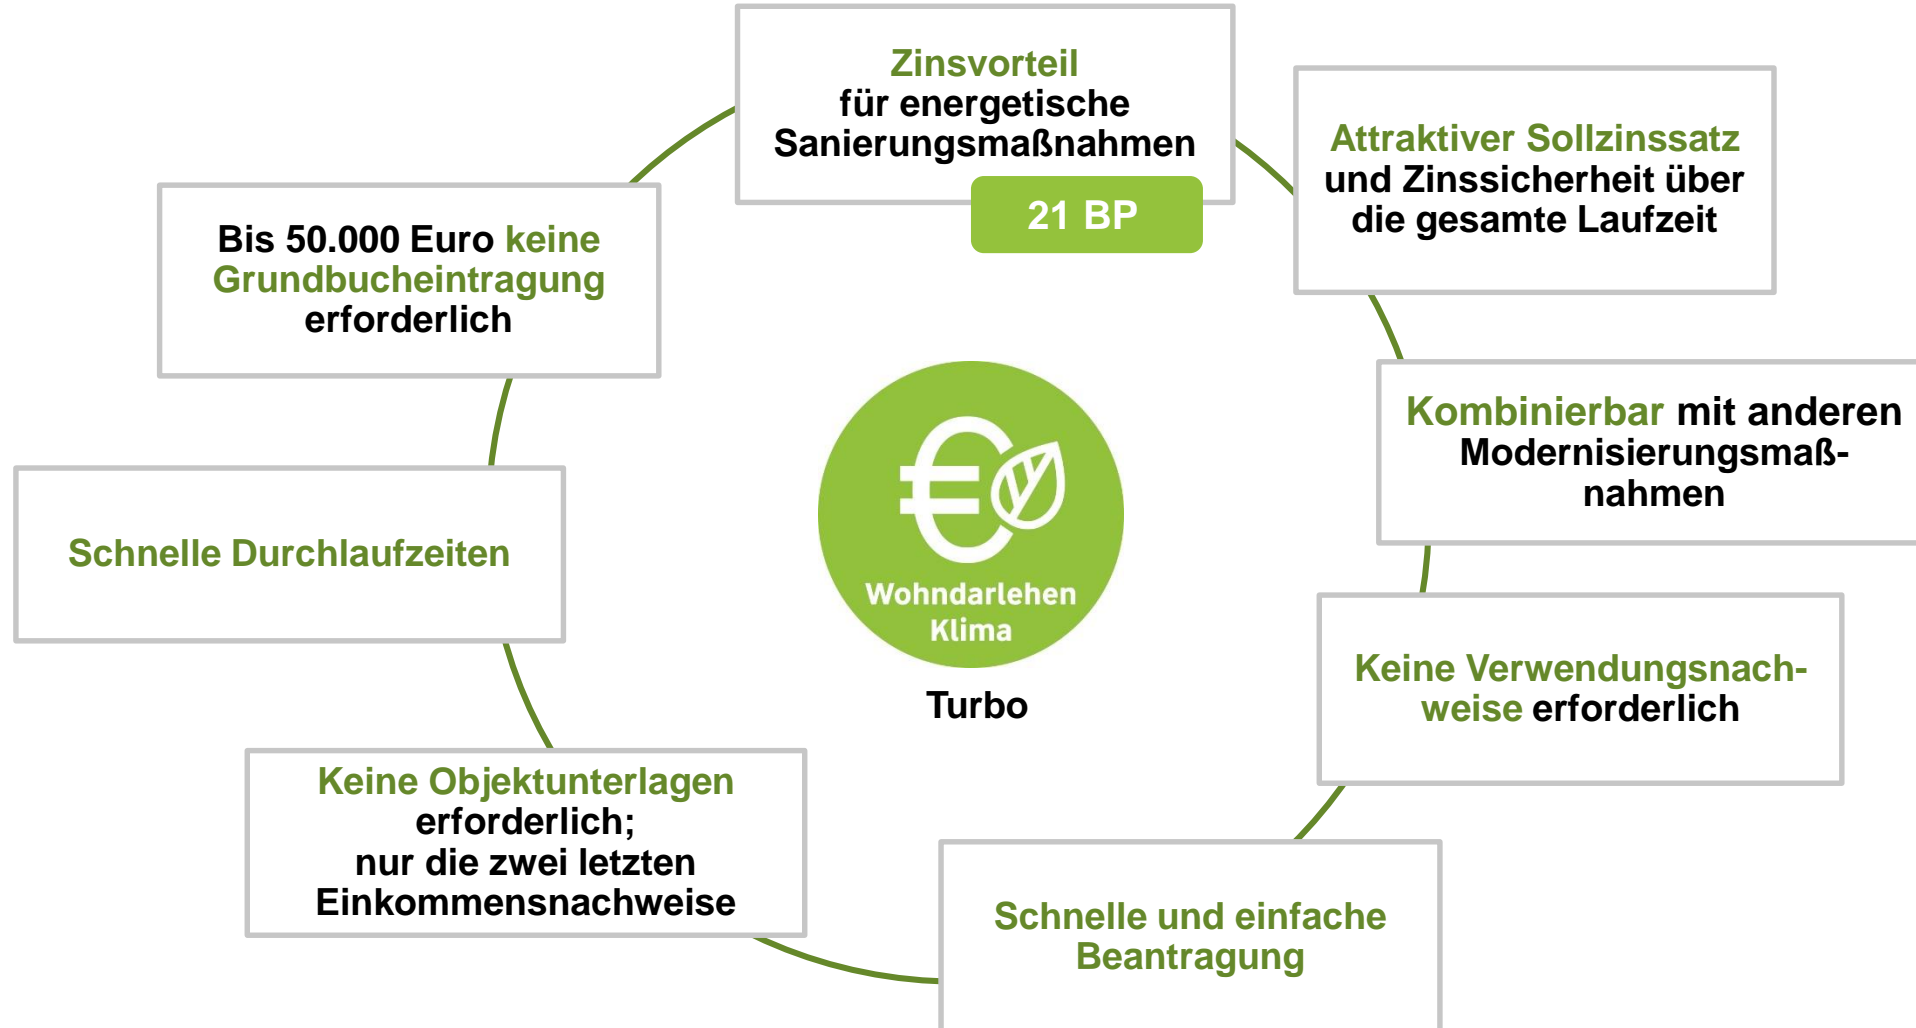 Zinsvorteil
für energetische
Sanierungsmaßnahmen
21 BP
Attraktiver Sollzinssatz
und Zinssicherheit über
die gesamte Laufzeit
Kombinierbar mit anderen
Modernisierungsmaß-
nahmen
Keine Verwendungsnach-
weise erforderlich
Schnelle und einfache
Beantragung
Keine Objektunterlagen
erforderlich;
nur die zwei letzten
Einkommensnachweise
Schnelle Durchlaufzeiten
Bis 50.000 Euro keine
Grundbucheintragung
erforderlich
Wohndarlehen
Klima
Turbo